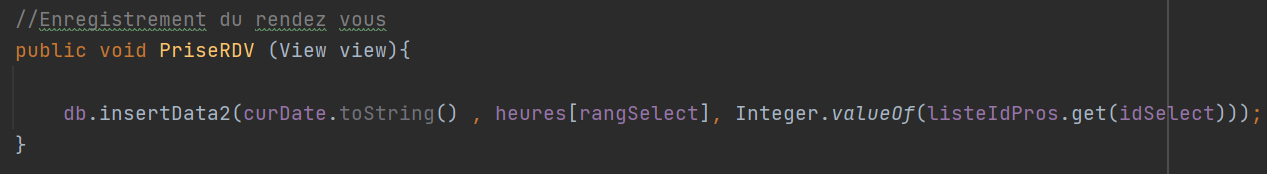 //Enregistrement du rendez vous
public void PriseRDV (View view){
db.insertData2(curDate.toString() , heures[rangSelect], Integer.valueOf(listeIdPros.get(idSelect)));
}